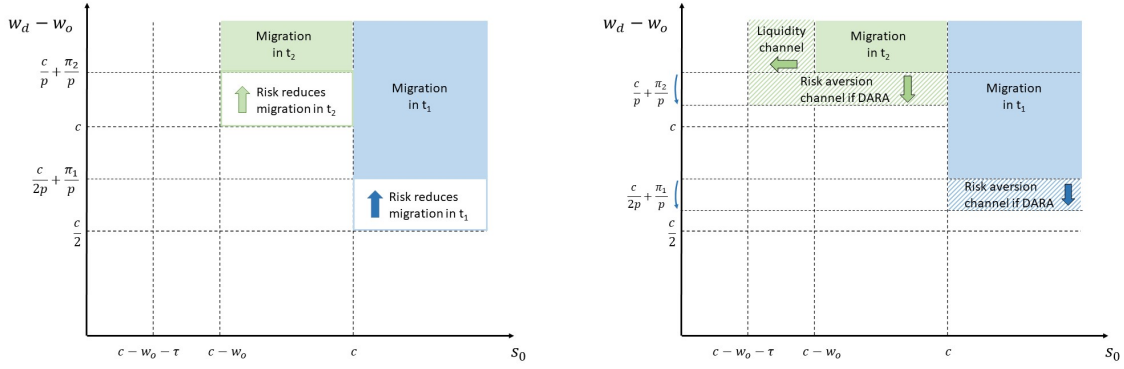 w_d − w_o
c/p + π_2/p
c
c/2p + π_1/p
c/2
Migration
in t_2
Risk reduces
migration in t_2
Migration
in t_1
Risk reduces
migration in t_1
c − w_o − τ
c − w_o
c
s_0
w_d − w_o
c/p + π_2/p
c
c/2p + π_1/p
c/2
Liquidity
channel
Migration
in t_2
Risk aversion
channel if DARA
Migration
in t_1
Risk aversion
channel if DARA
c − w_o − τ
c − w_o
c
s_0